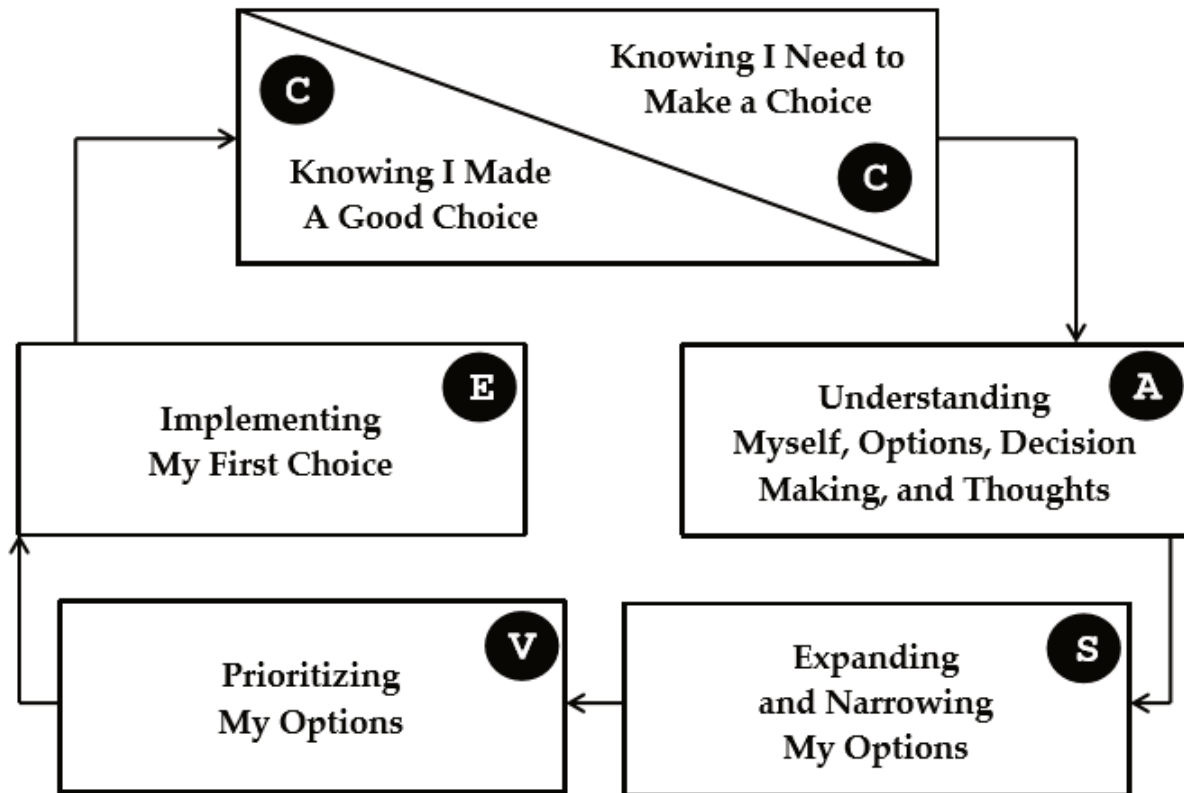 Knowing I Need to
Make a Choice
C
C
Knowing I Made
A Good Choice
A
Understanding
Myself, Options, Decision
Making, and Thoughts
S
Expanding
and Narrowing
My Options
V
Prioritizing
My Options
E
Implementing
My First Choice